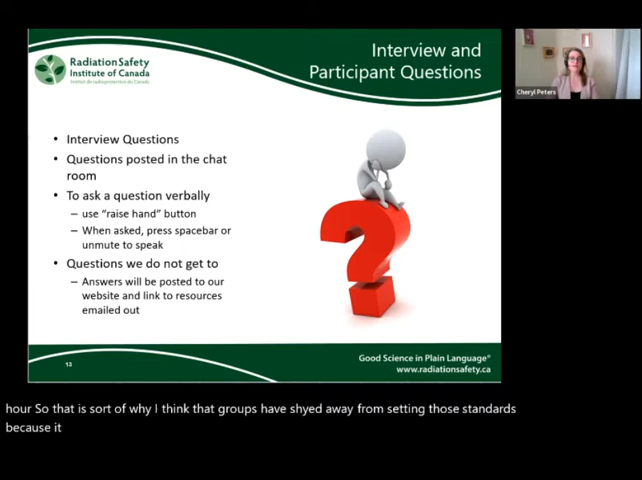 Interview and
Participant Questions
Radiation Safety
Institute of Canada
Institut de radioprotection du Canada
Cheryl Peters
• Interview Questions
• Questions posted in the chat
room
• To ask a question verbally
– use “raise hand” button
– When asked, press spacebar or
unmute to speak
• Questions we do not get to
– Answers will be posted to our
website and link to resources
emailed out
13
Good Science in Plain Language®
www.radiationsafety.ca
hour So that is sort of why I think that groups have shyed away from setting those standards
because it